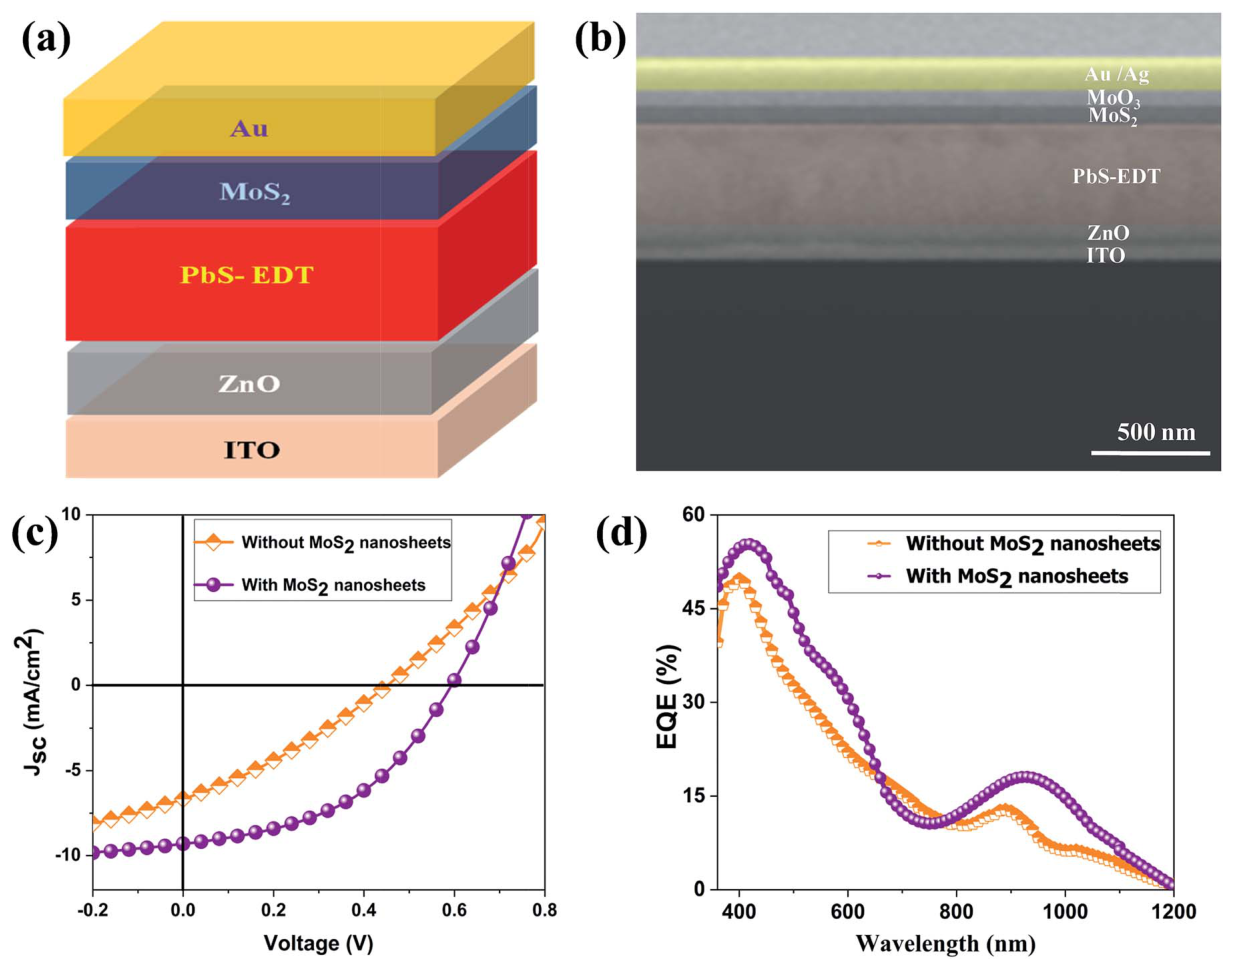 (a)
Au
MoS2
PbS- EDT
ZnO
ITO
(b)
Au /Ag
MoO3
MoS2
PbS-EDT
ZnO
ITO
500 nm
(c)
Without MoS2 nanosheets
With MoS2 nanosheets
10
5
0
-5
-10
JSC (mA/cm2)
-0.2 0.0 0.2 0.4 0.6 0.8
Voltage (V)
(d)
Without MoS2 nanosheets
With MoS2 nanosheets
60
45
30
15
0
EQE (%)
400 600 800 1000 1200
Wavelength (nm)